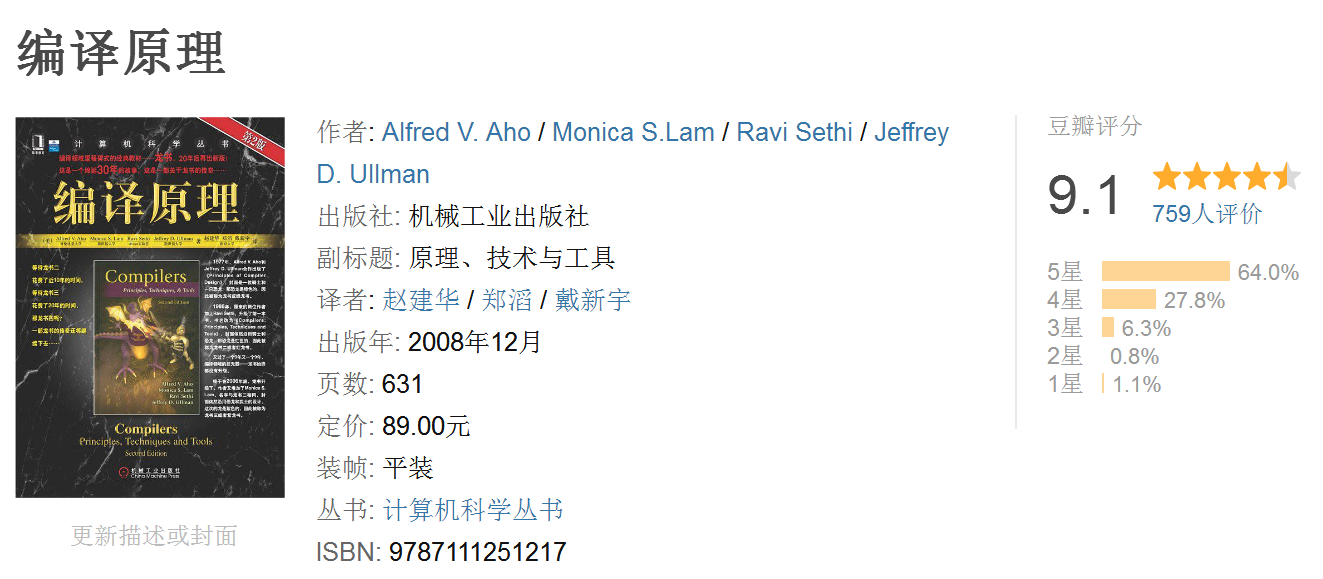 编译原理
第2版
计算机科学丛书
编译原理
Compilers
Principles, Techniques, & Tools
Second Edition
Alfred V. Aho
Monica S. Lam
Ravi Sethi
Jeffrey D. Ullman
Compilers
Principles, Techniques and Tools
Second Edition
机械工业出版社
China Machine Press
更新描述或封面
作者: Alfred V. Aho / Monica S.Lam / Ravi Sethi / Jeffrey
D. Ullman
出版社: 机械工业出版社
副标题: 原理、技术与工具
译者: 赵建华 / 郑滔 / 戴新宇
出版年: 2008年12月
页数: 631
定价: 89.00元
装帧: 平装
丛书: 计算机科学丛书
ISBN: 9787111251217
豆瓣评分
9.1
759人评价
5星 64.0%
4星 27.8%
3星 6.3%
2星 0.8%
1星 1.1%